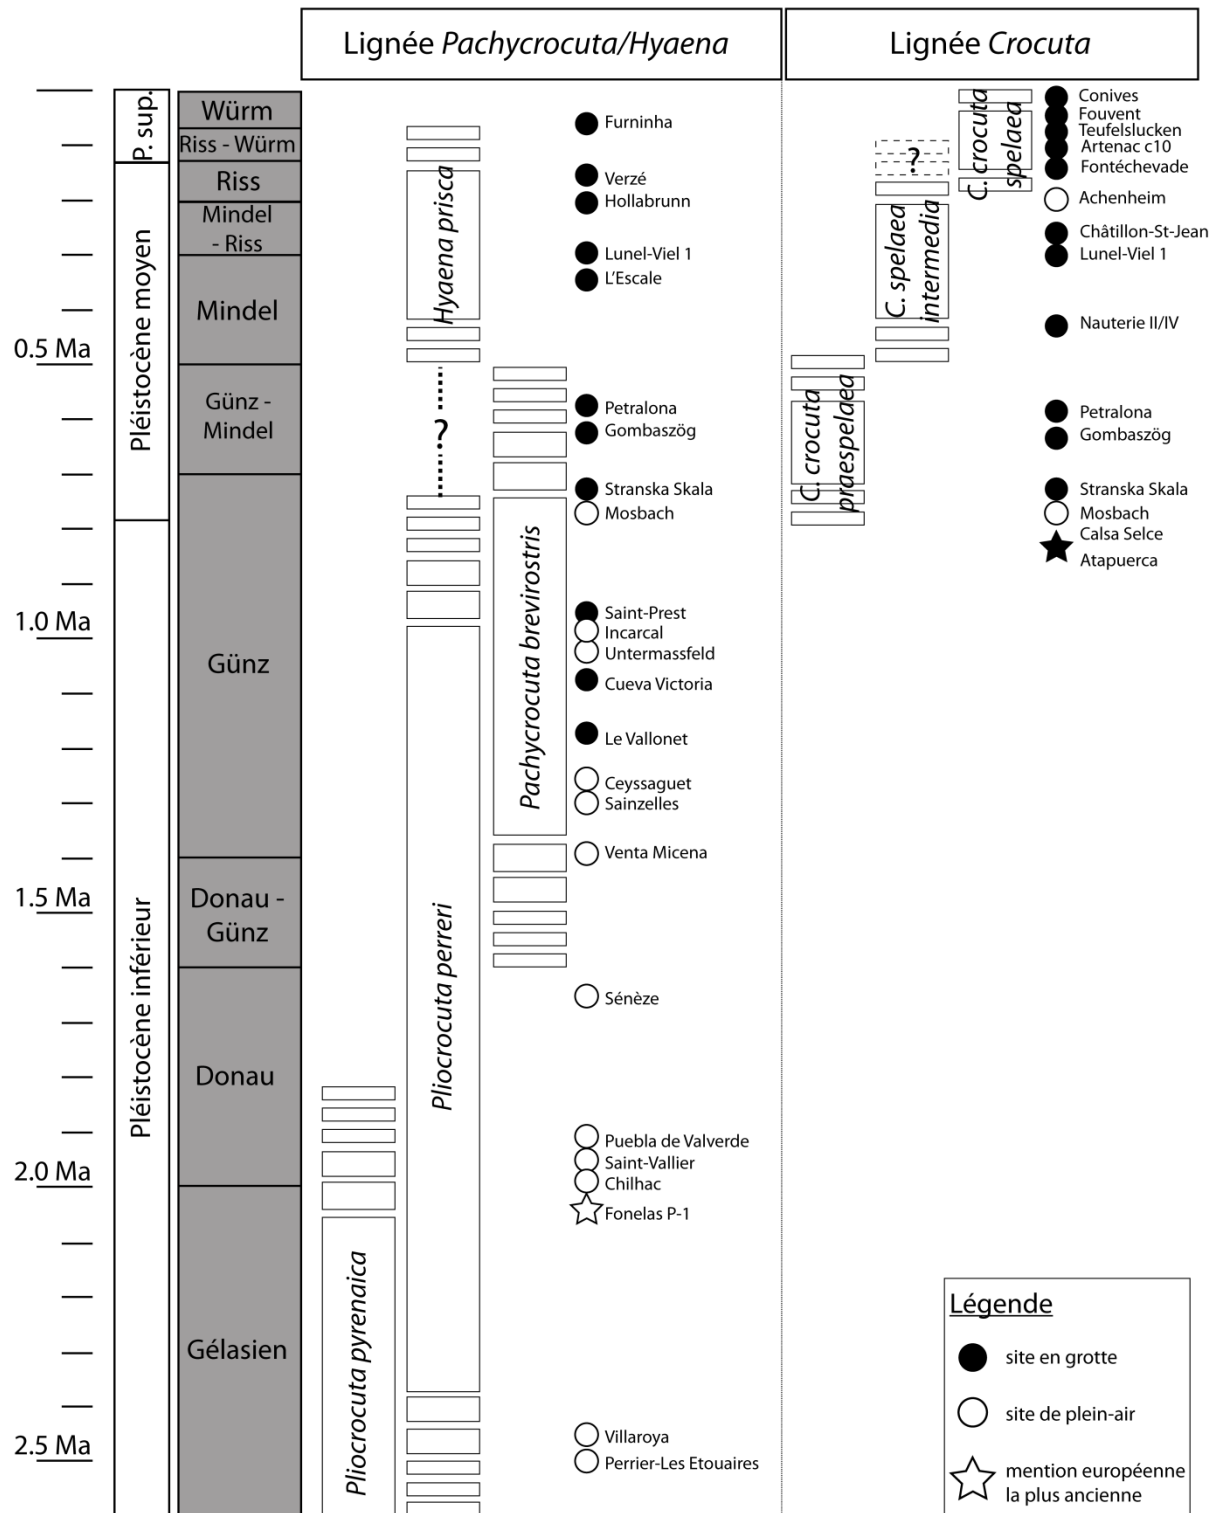 Lignée Pachycrocuta/Hyaena
Lignée Crocuta
0.5 Ma
1.0 Ma
1.5 Ma
2.0 Ma
2.5 Ma
P. sup.
Pléistocène moyen
Pléistocène inférieur
Würm
Riss - Würm
Riss
Mindel
- Riss
Mindel
Günz -
Mindel
Günz
Donau -
Günz
Donau
Gélasien
Pliocrocuta pyrenaica
Hyaena prisca
?
Pliocrocuta perreri
Pachycrocuta brevirostris
Furninha
Verzé
Hollabrunn
Lunel-Viel 1
L'Escale
Petralona
Gombaszög
Stranska Skala
Mosbach
Saint-Prest
Incarcal
Untermassfeld
Cueva Victoria
Le Vallonet
Ceyssaguet
Sainzelles
Venta Micena
Sénèze
Puebla de Valverde
Saint-Vallier
Chilhac
Fonelas P-1
Villaroya
Perrier-Les Etouaires
C. crocuta
praespelaea
?
C. spelaea
intermedia
C. crocuta
spelaea
Conives
Fouvent
Teufelslucken
Artenac c10
Fontéchevade
Achenheim
Châtillon-St-Jean
Lunel-Viel 1
Nauterie II/IV
Petralona
Gombaszög
Stranska Skala
Mosbach
Calsa Selce
Atapuerca
Légende
site en grotte
site de plein-air
mention européenne
la plus ancienne